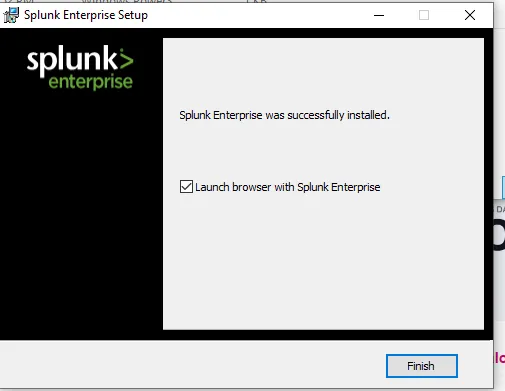 Splunk Enterprise Setup
splunk>
enterprise
Splunk Enterprise was successfully installed.
Launch browser with Splunk Enterprise
Finish